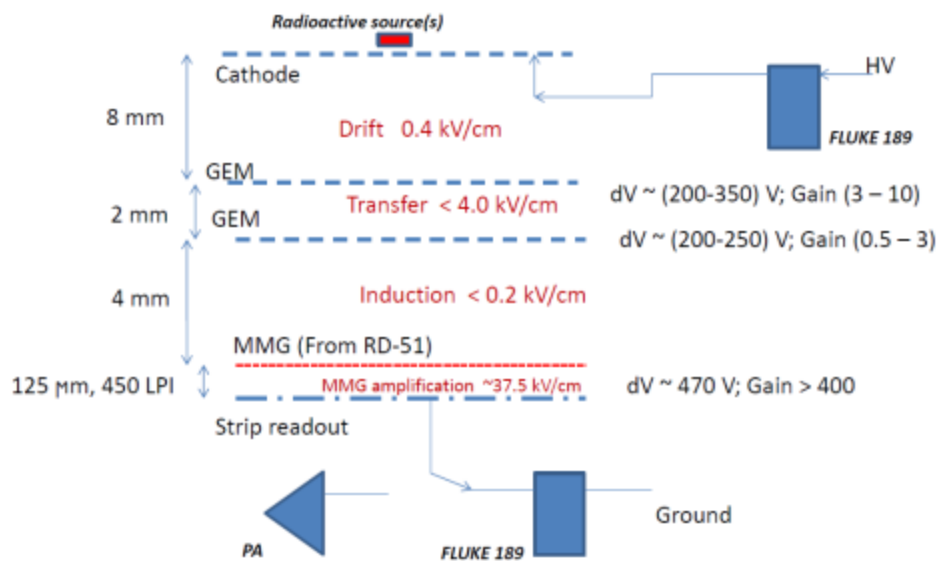 Radioactive source(s)
Cathode
HV
8 mm
Drift 0.4 kV/cm
FLUKE 189
GEM
dV ~ (200-350) V; Gain (3 – 10)
2 mm
Transfer < 4.0 kV/cm
GEM
dV ~ (200-250) V; Gain (0.5 – 3)
4 mm
Induction < 0.2 kV/cm
MMG (From RD-51)
125 μm, 450 LPI
MMG amplification ~37.5 kV/cm
dV ~ 470 V; Gain > 400
Strip readout
Ground
PA
FLUKE 189